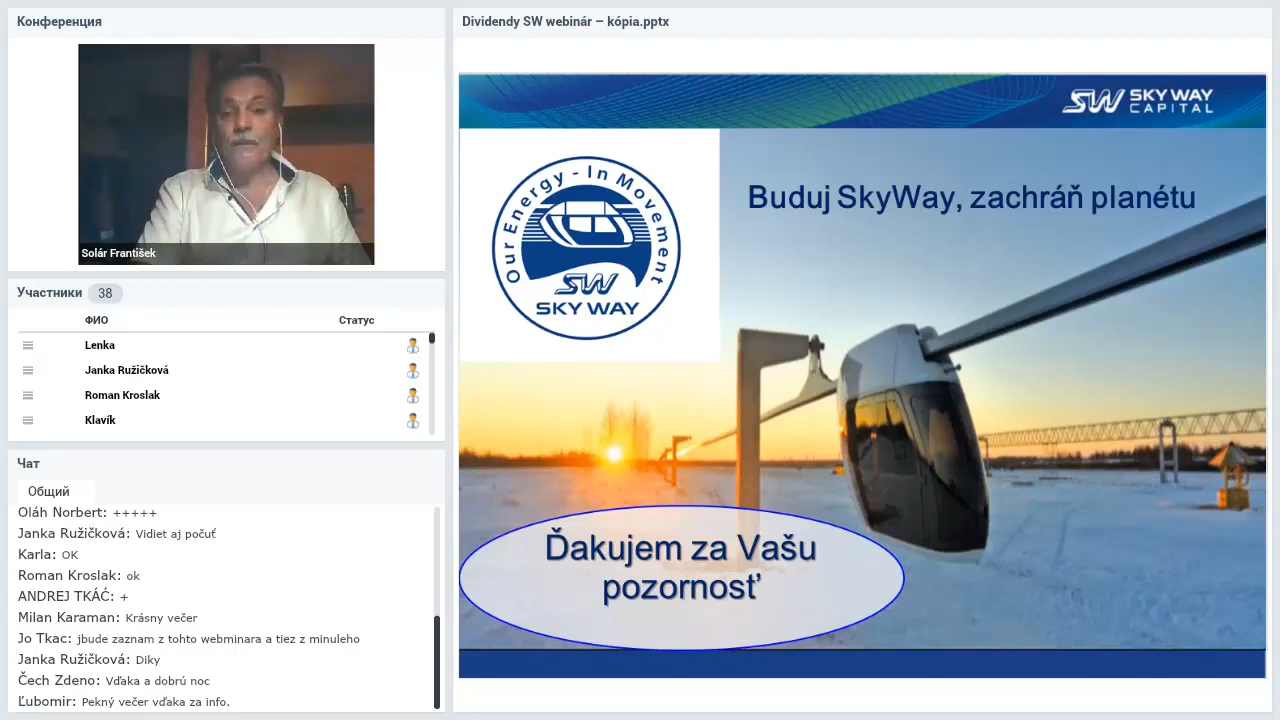 Конференция
Solár František
Участники 38
ФИО Статус
Lenka
Janka Ružičková
Roman Kroslak
Klavík
Чат
Общий
Oláh Norbert: +++++
Janka Ružičková: Vidiet aj počuť
Karla: OK
Roman Kroslak: ok
ANDREJ TKÁĆ: +
Milan Karaman: Krásny večer
Jo Tkac: jbude zaznam z tohto webminara a tiez z minuleho
Janka Ružičková: Diky
Čech Zdeno: Vďaka a dobrú noc
Ľubomir: Pekný večer vďaka za info.
Dividendy SW webinár – kópia.pptx
SW SKY WAY
CAPITAL
Our Energy - In Movement
SW
SKY WAY
Buduj SkyWay, zachráň planétu
Ďakujem za Vašu
pozornosť